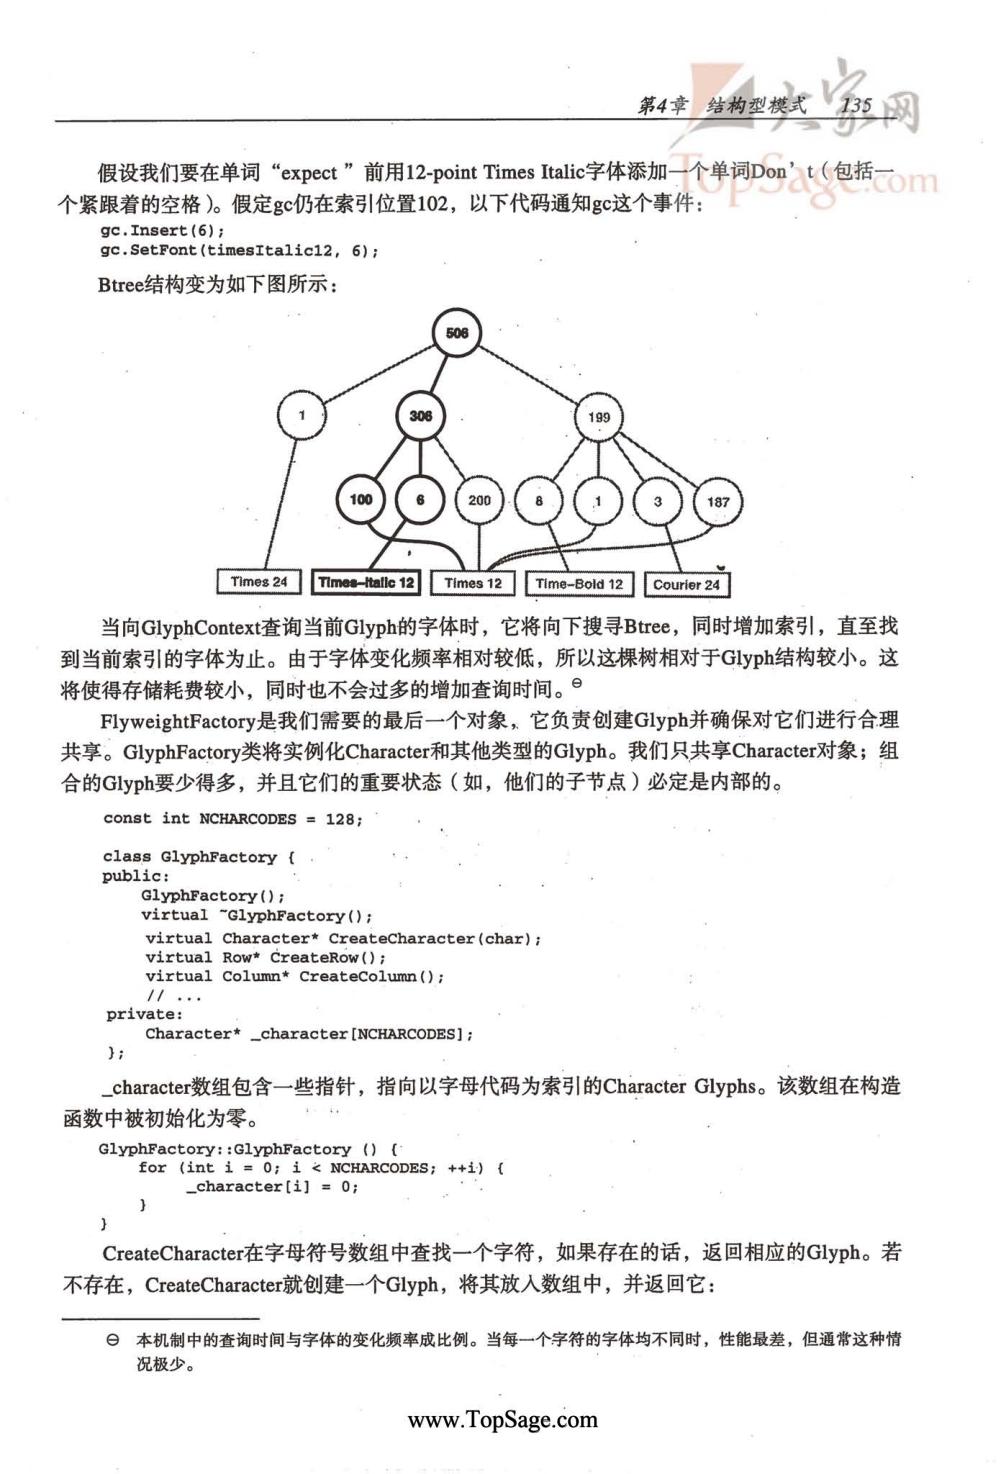 第4章 结构型模式 135
大家网
TopSage.com
假设我们要在单词“expect ”前用12-point Times Italic字体添加一个单词Don’t（包括一
个紧跟着的空格）。假定gc仍在索引位置102，以下代码通知gc这个事件：
gc.Insert(6);
gc.SetFont(timesItalic12, 6);
Btree结构变为如下图所示：
506
1 306 199
100 6 200 8 1 3 187
Times 24 Times-Italic 12 Times 12 Time-Bold 12 Courier 24
当向GlyphContext查询当前Glyph的字体时，它将向下搜寻Btree，同时增加索引，直至找
到当前索引的字体为止。由于字体变化频率相对较低，所以这棵树相对于Glyph结构较小。这
将使得存储耗费较小，同时也不会过多的增加查询时间。⊖
FlyweightFactory是我们需要的最后一个对象，它负责创建Glyph并确保对它们进行合理
共享。GlyphFactory类将实例化Character和其他类型的Glyph。我们只共享Character对象；组
合的Glyph要少得多，并且它们的重要状态（如，他们的子节点）必定是内部的。
const int NCHARCODES = 128;
class GlyphFactory {
public:
GlyphFactory();
virtual ~GlyphFactory();
virtual Character* CreateCharacter(char);
virtual Row* CreateRow();
virtual Column* CreateColumn();
// ...
private:
Character* _character[NCHARCODES];
};
_character数组包含一些指针，指向以字母代码为索引的Character Glyphs。该数组在构造
函数中被初始化为零。
GlyphFactory::GlyphFactory () {
for (int i = 0; i < NCHARCODES; ++i) {
_character[i] = 0;
}
}
CreateCharacter在字母符号数组中查找一个字符，如果存在的话，返回相应的Glyph。若
不存在，CreateCharacter就创建一个Glyph，将其放入数组中，并返回它：
⊖ 本机制中的查询时间与字体的变化频率成比例。当每一个字符的字体均不同时，性能最差，但通常这种情
况极少。
www.TopSage.com